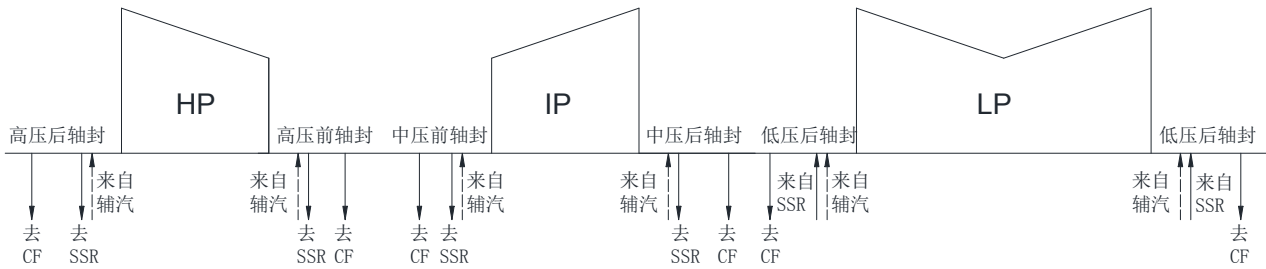 HP
IP
LP
高压后轴封
高压前轴封
中压前轴封
中压后轴封
低压后轴封
低压后轴封
来自
辅汽
来自
辅汽
来自
辅汽
来自
辅汽
来自
SSR
来自
辅汽
来自
辅汽
来自
SSR
去
CF
去
SSR
去
SSR
去
CF
去
CF
去
SSR
去
SSR
去
CF
去
CF
去
CF